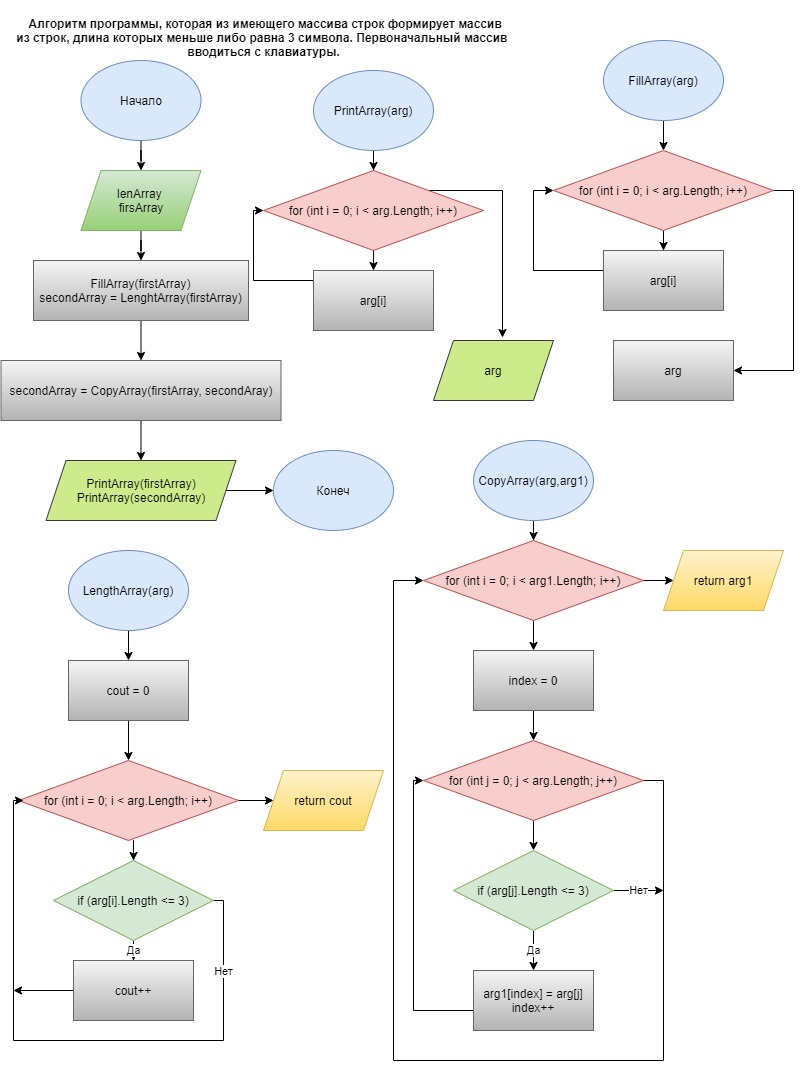 Алгоритм программы, которая из имеющего массива строк формирует массив
из строк, длина которых меньше либо равна 3 символа. Первоначальный массив
вводиться с клавиатуры.
Начало
lenArray
firsArray
FillArray(firstArray)
secondArray = LenghtArray(firstArray)
secondArray = CopyArray(firstArray, secondAray)
PrintArray(firstArray)
PrintArray(secondArray)
Конеч
PrintArray(arg)
for (int i = 0; i < arg.Length; i++)
arg[i]
arg
FillArray(arg)
for (int i = 0; i < arg.Length; i++)
arg[i]
arg
LengthArray(arg)
cout = 0
for (int i = 0; i < arg.Length; i++)
return cout
if (arg[i].Length <= 3)
Да
Нет
cout++
CopyArray(arg,arg1)
for (int i = 0; i < arg1.Length; i++)
return arg1
index = 0
for (int j = 0; j < arg.Length; j++)
if (arg[j].Length <= 3)
Нет
Да
arg1[index] = arg[j]
index++